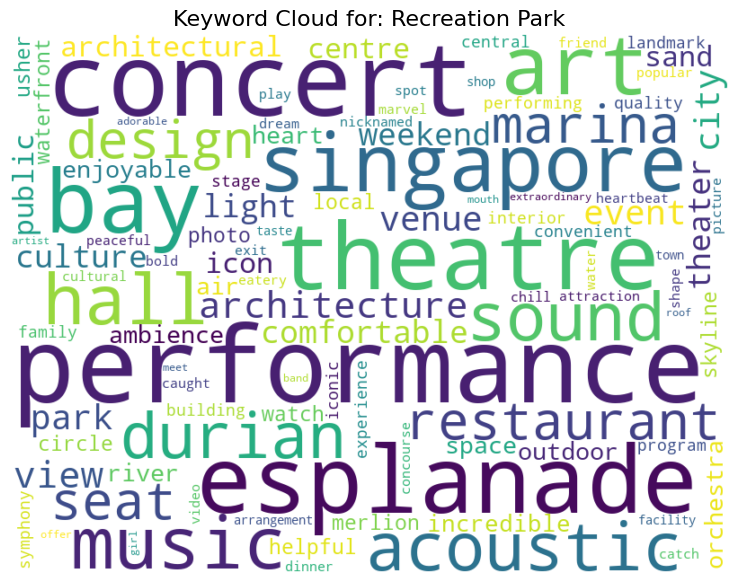 Keyword Cloud for: Recreation Park
usher
waterfront
architectural
centre
central
friend
landmark
concert
art
sand
popular
city
adorable
play
spot
shop
marvel
performing
quality
public
design
dream
nicknamed
heart
weekend
marina
enjoyable
stage
singapore
mouth
extraordinary
heartbeat
picture
bay
light
local
venue
interior
event
theater
artist
peaceful
photo
taste
convenient
culture
bold
exit
theatre
water
town
cultural
icon
air
eatery
chill
attraction
shape
roof
hall
architecture
sound
skyline
family
ambience
comfortable
performance
meet
caught
band
iconic
park
building
watch
experience
restaurant
circle
durian
space
outdoor
program
view
river
concourse
orchestra
esplanade
seat
symphony
video
arrangement
merlion
incredible
facility
offer
girl
music
helpful
dinner
acoustic
catch